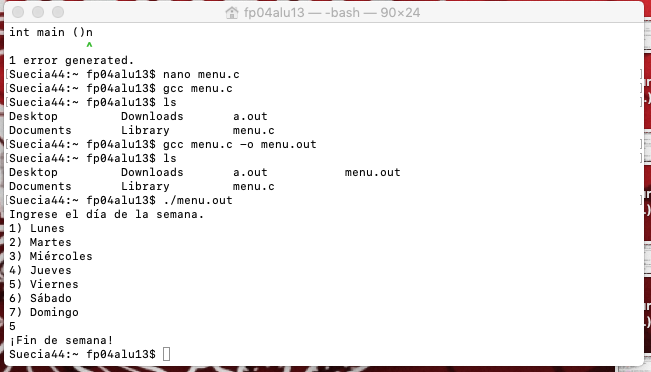 fp04alu13 — -bash — 90×24
int main ()n
^
1 error generated.
[Suecia44:~ fp04alu13$ nano menu.c ]
[Suecia44:~ fp04alu13$ gcc menu.c ]
[Suecia44:~ fp04alu13$ ls ]
Desktop Downloads a.out
Documents Library menu.c
[Suecia44:~ fp04alu13$ gcc menu.c -o menu.out ]
[Suecia44:~ fp04alu13$ ls ]
Desktop Downloads a.out menu.out
Documents Library menu.c
[Suecia44:~ fp04alu13$ ./menu.out ]
Ingrese el día de la semana.
1) Lunes
2) Martes
3) Miércoles
4) Jueves
5) Viernes
6) Sábado
7) Domingo
5
¡Fin de semana!
Suecia44:~ fp04alu13$